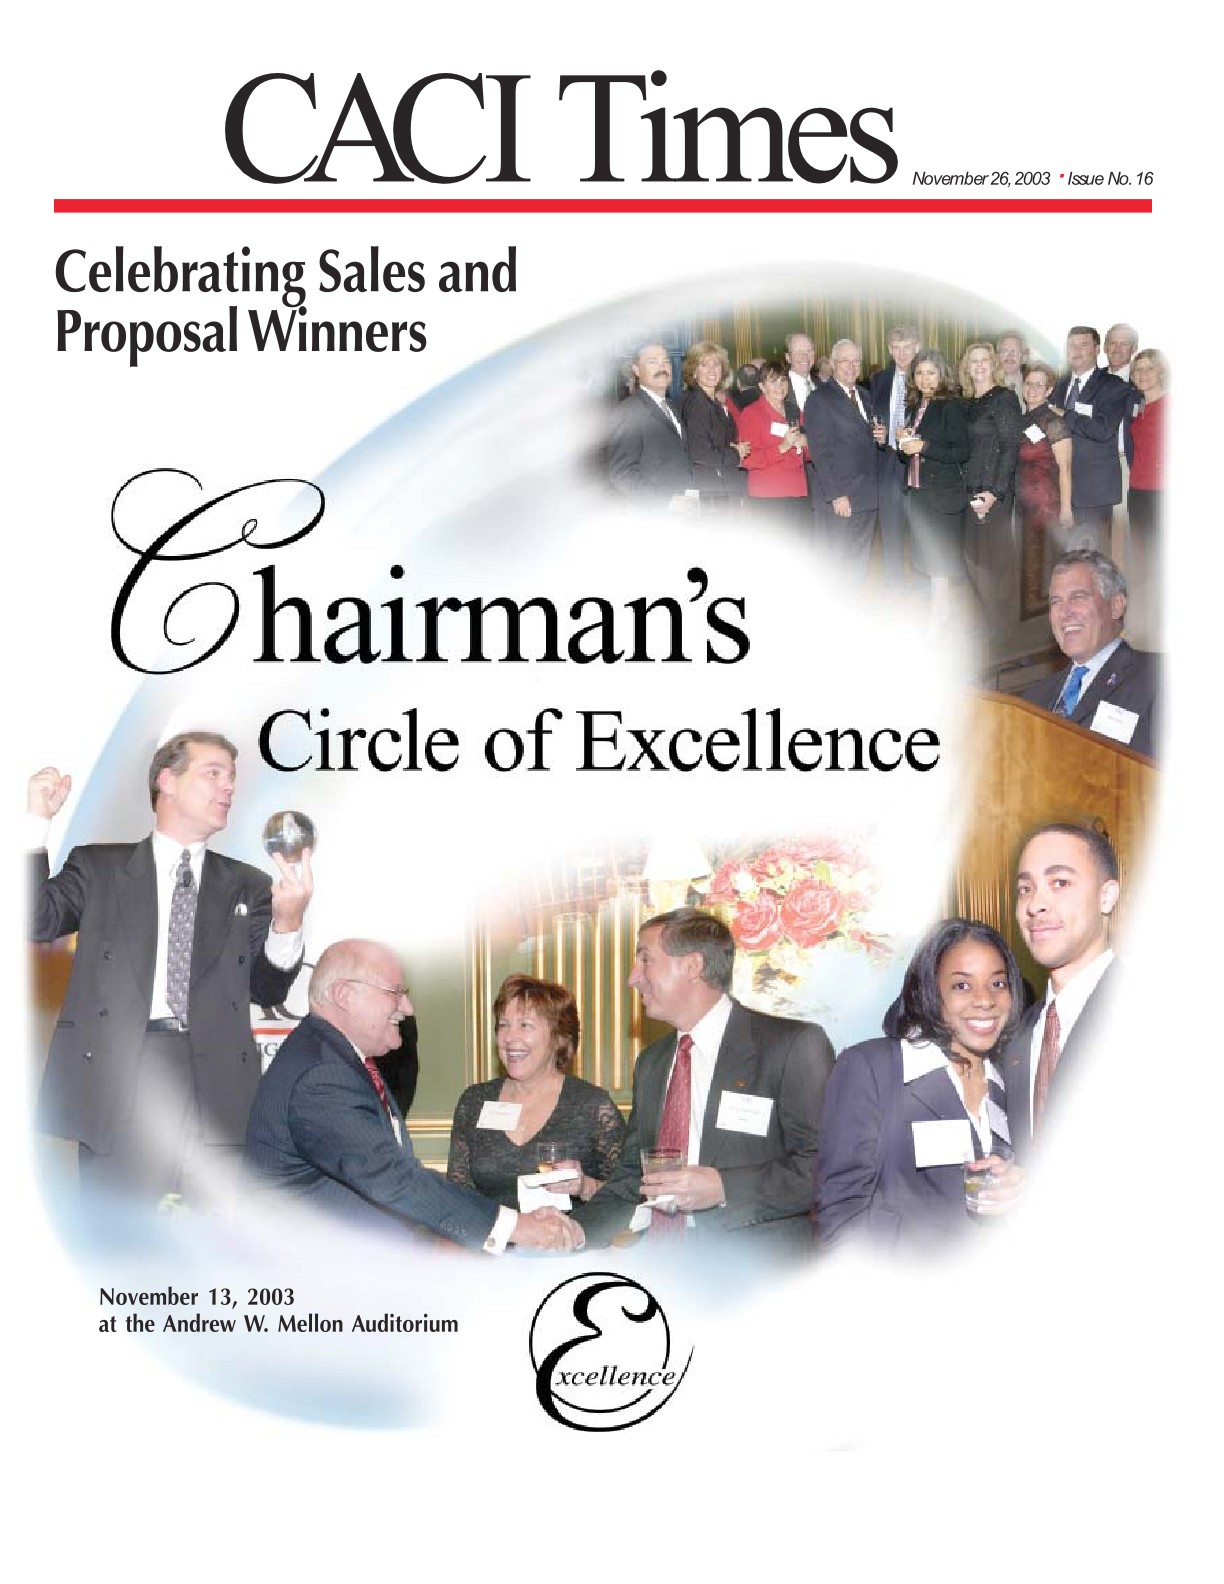 CACI Times
November 26, 2003 • Issue No. 16
Celebrating Sales and
Proposal Winners
Chairman's
Circle of Excellence
November 13, 2003
at the Andrew W. Mellon Auditorium
Excellence